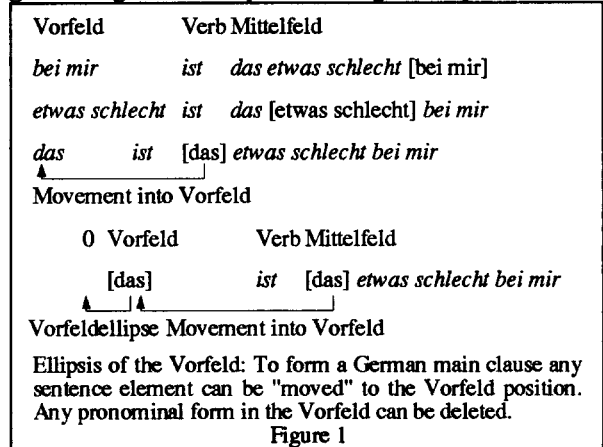 Vorfeld Verb Mittelfeld
bei mir ist das etwas schlecht [bei mir]
etwas schlecht ist das [etwas schlecht] bei mir
das ist [das] etwas schlecht bei mir
Movement into Vorfeld
0 Vorfeld Verb Mittelfeld
[das] ist [das] etwas schlecht bei mir
Vorfeldellipse Movement into Vorfeld
Ellipsis of the Vorfeld: To form a German main clause any
sentence element can be "moved" to the Vorfeld position.
Any pronominal form in the Vorfeld can be deleted.
Figure 1